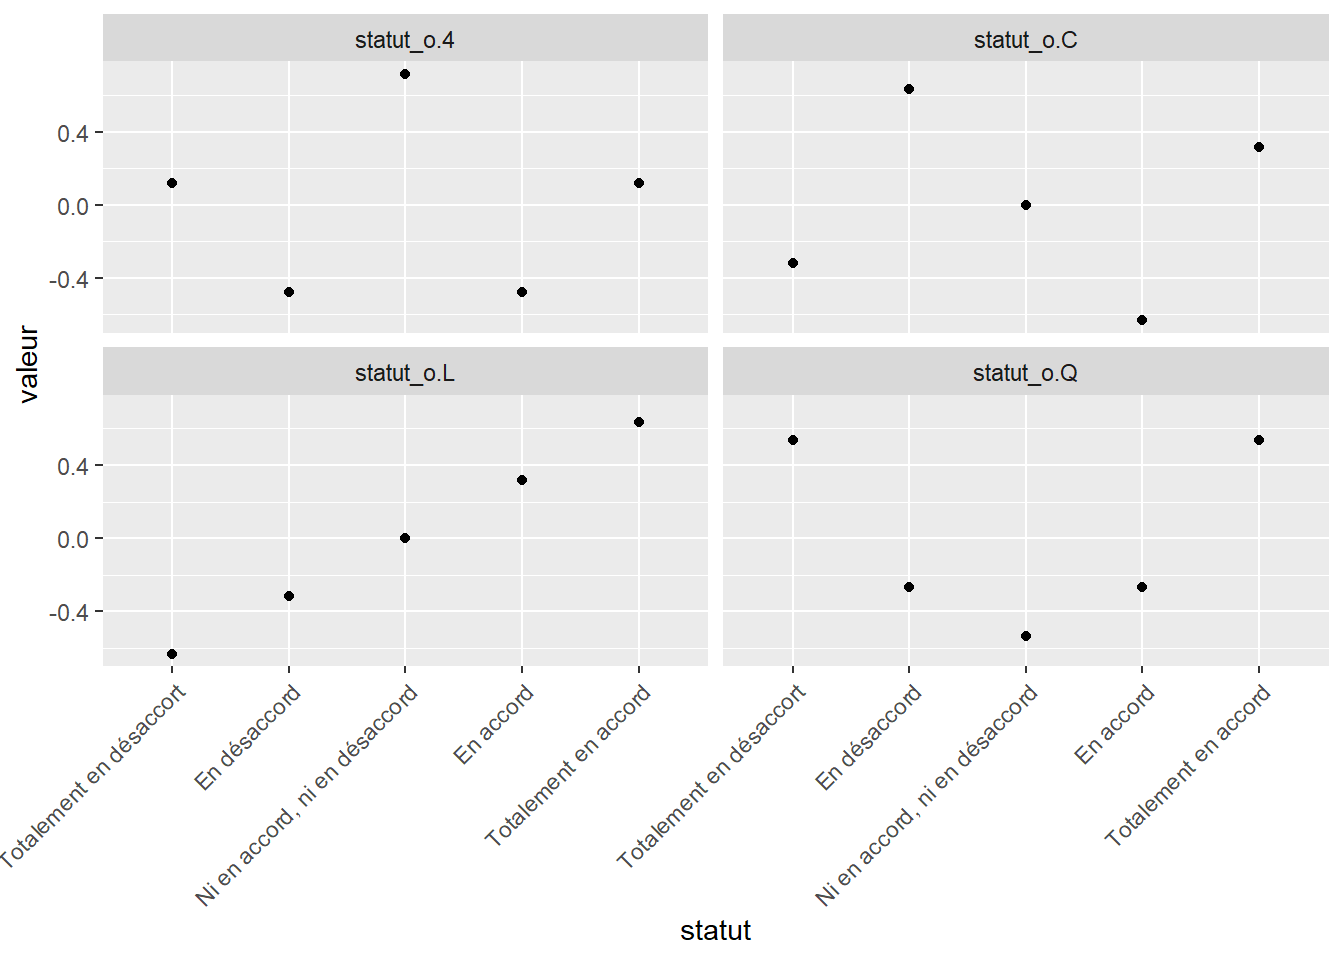 statut_o.4
statut_o.C
0.4
0.0
-0.4
statut_o.L
statut_o.Q
0.4
0.0
-0.4
valeur
Totalement en désaccort
En désaccord
Ni en accord, ni en désaccord
En accord
Totalement en accord
Totalement en désaccort
En désaccord
Ni en accord, ni en désaccord
En accord
Totalement en accord
statut